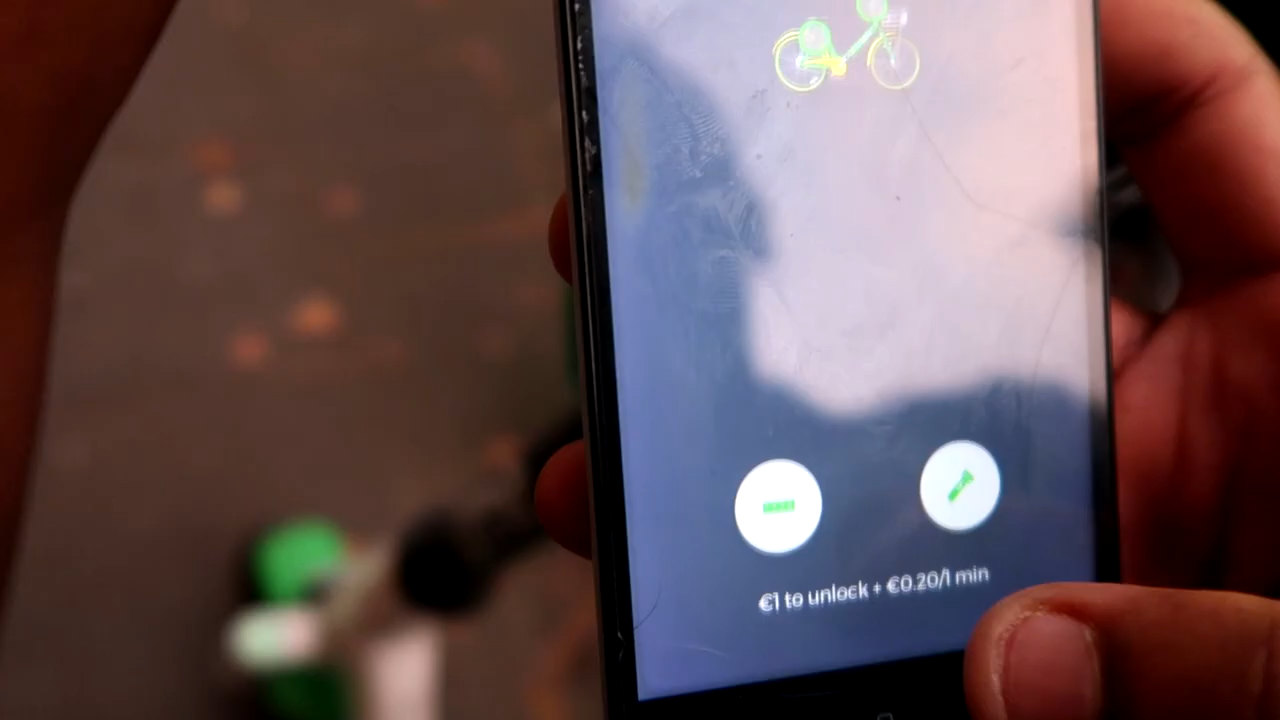 €1 to unlock + €0.20/1 min